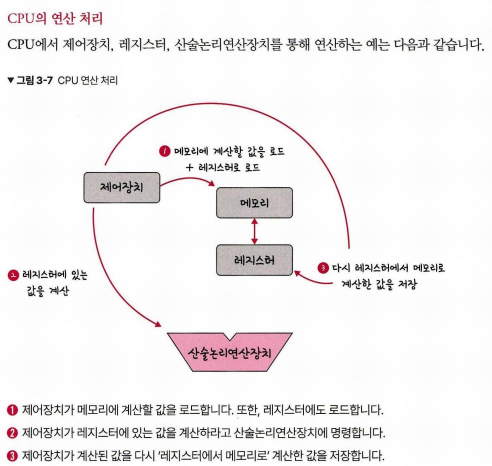 CPU의 연산 처리
CPU에서 제어장치, 레지스터, 산술논리연산장치를 통해 연산하는 예는 다음과 같습니다.
▼ 그림 3-7 CPU 연산 처리
1 메모리에 계산할 값을 로드
+ 레지스터로 로드
제어장치
메모리
레지스터
2 레지스터에 있는
값을 계산
3 다시 레지스터에서 메모리로
계산한 값을 저장
산술논리연산장치
1 제어장치가 메모리에 계산할 값을 로드합니다. 또한, 레지스터에도 로드합니다.
2 제어장치가 레지스터에 있는 값을 계산하라고 산술논리연산장치에 명령합니다.
3 제어장치가 계산된 값을 다시 '레지스터에서 메모리로' 계산한 값을 저장합니다.